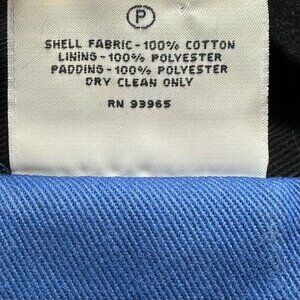 P
SHELL FABRIC-100% COTTON
LINING-100% POLYESTER
PADDING-100% POLYESTER
DRY CLEAN ONLY
RN 93965